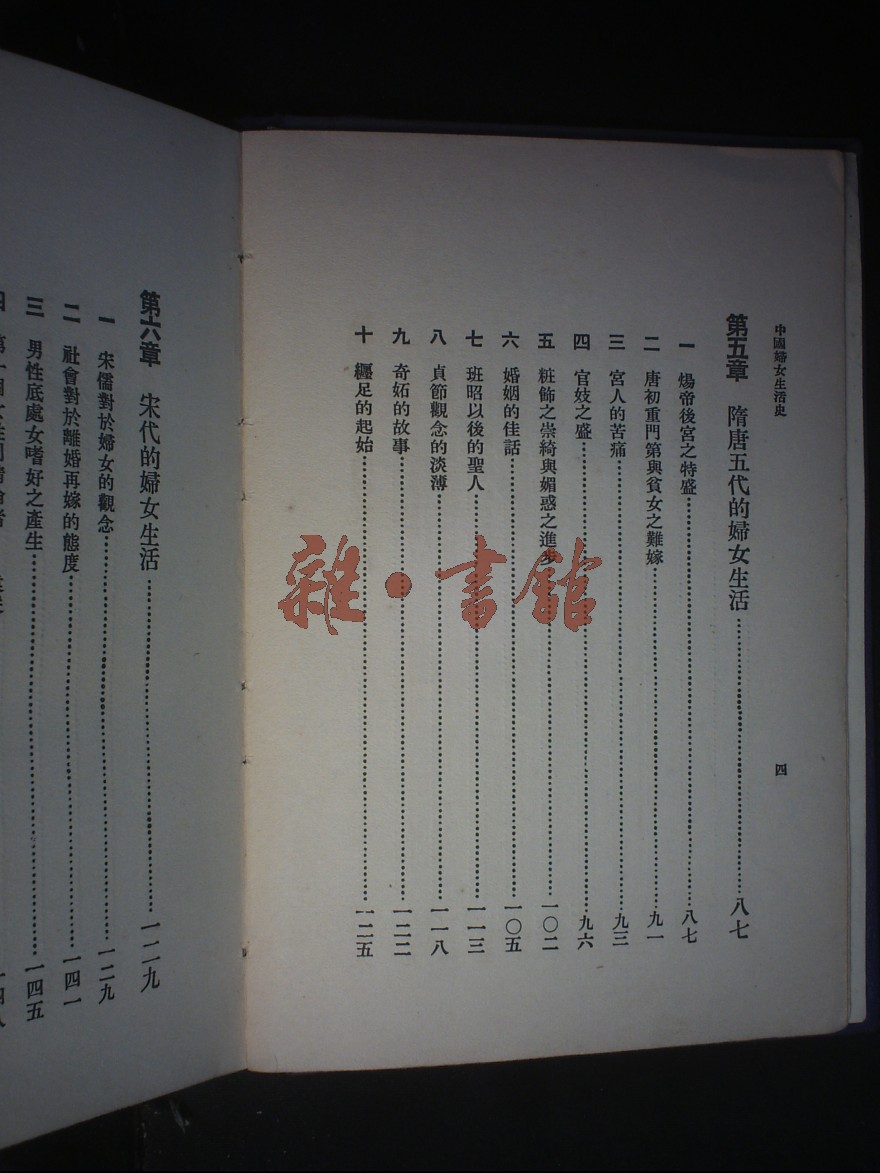 中國婦女生活史
四
第五章 隋唐五代的婦女生活……八七
一 煬帝後宮之特盛……八七
二 唐初重門第與貧女之難嫁……九一
三 宮人的苦痛……九三
四 官妓之盛……九六
五 粧飾之崇綺與媚惑之進步……一〇二
六 婚姻的佳話……一〇五
七 班昭以後的聖人……一一三
八 貞節觀念的淡薄……一一八
九 奇妬的故事……一二二
十 纏足的起始……一二五
第六章 宋代的婦女生活……一二九
一 宋儒對於婦女的觀念……一二九
二 社會對於離婚再嫁的態度……一四一
三 男性底處女嗜好之產生……一四五
四
雜·書館